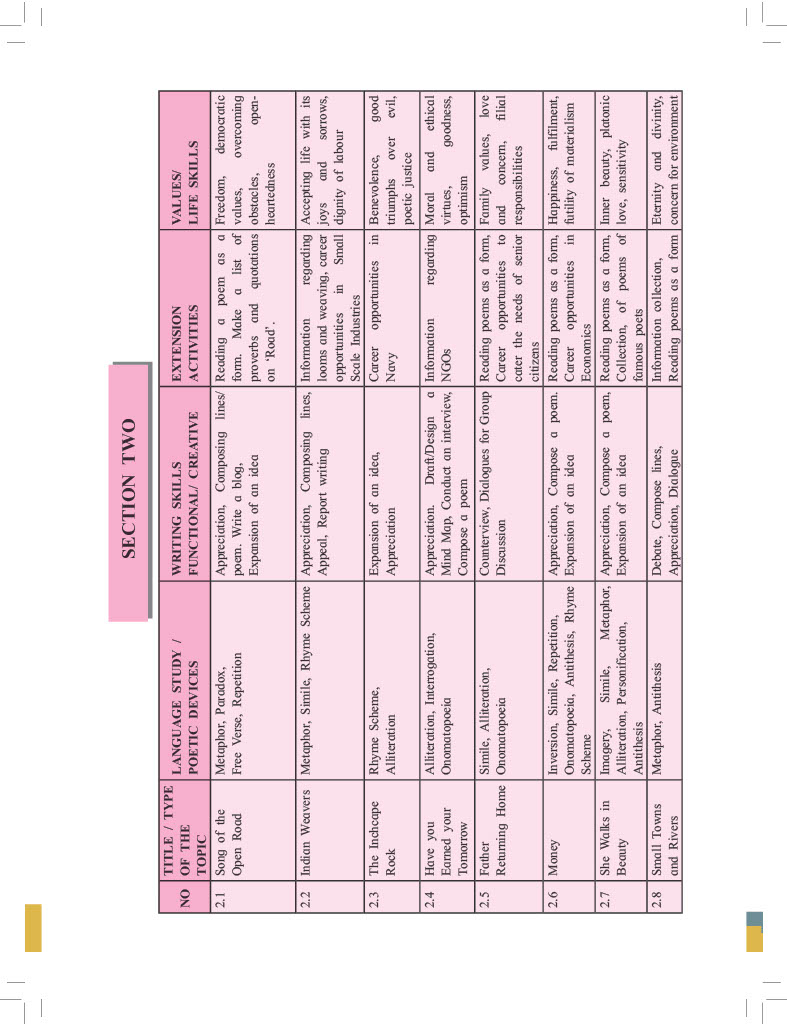 SECTION TWO
NO
TITLE / TYPE
OF THE
TOPIC
LANGUAGE STUDY /
POETIC DEVICES
WRITING SKILLS
FUNCTIONAL/ CREATIVE
EXTENSION
ACTIVITIES
VALUES/
LIFE SKILLS
2.1
Song of the
Open Road
Metaphor, Paradox,
Free Verse, Repetition
Appreciation, Composing lines/
poem. Write a blog,
Expansion of an idea
Reading a poem as a
form. Make a list of
proverbs and quotations
on ‘Road’.
Freedom, democratic
values, overcoming
obstacles, open-
heartedness
2.2
Indian Weavers
Metaphor, Simile, Rhyme Scheme
Appreciation, Composing lines,
Appeal, Report writing
Information regarding
looms and weaving, career
opportunities in Small
Scale Industries
Accepting life with its
joys and sorrows,
dignity of labour
2.3
The Inchcape
Rock
Rhyme Scheme,
Alliteration
Expansion of an idea,
Appreciation
Career opportunities in
Navy
Benevolence, good
triumphs over evil,
poetic justice
2.4
Have you
Earned your
Tomorrow
Alliteration, Interrogation,
Onomatopoeia
Appreciation. Draft/Design a
Mind Map, Conduct an interview,
Compose a poem
Information regarding
NGOs
Moral and ethical
virtues, goodness,
optimism
2.5
Father
Returning Home
Simile, Alliteration,
Onomatopoeia
Counterview, Dialogues for Group
Discussion
Reading poems as a form,
Career opportunities to
cater the needs of senior
citizens
Family values, love
and concern, filial
responsibilities
2.6
Money
Inversion, Simile, Repetition,
Onomatopoeia, Antithesis, Rhyme
Scheme
Appreciation, Compose a poem.
Expansion of an idea
Reading poems as a form,
Career opportunities in
Economics
Happiness, fulfilment,
futility of materialism
2.7
She Walks in
Beauty
Imagery, Simile, Metaphor,
Alliteration, Personification,
Antithesis
Appreciation, Compose a poem,
Expansion of an idea
Reading poems as a form,
Collection, of poems of
famous poets
Inner beauty, platonic
love, sensitivity
2.8
Small Towns
and Rivers
Metaphor, Antithesis
Debate, Compose lines,
Appreciation, Dialogue
Information collection,
Reading poems as a form
Eternity and divinity,
concern for environment